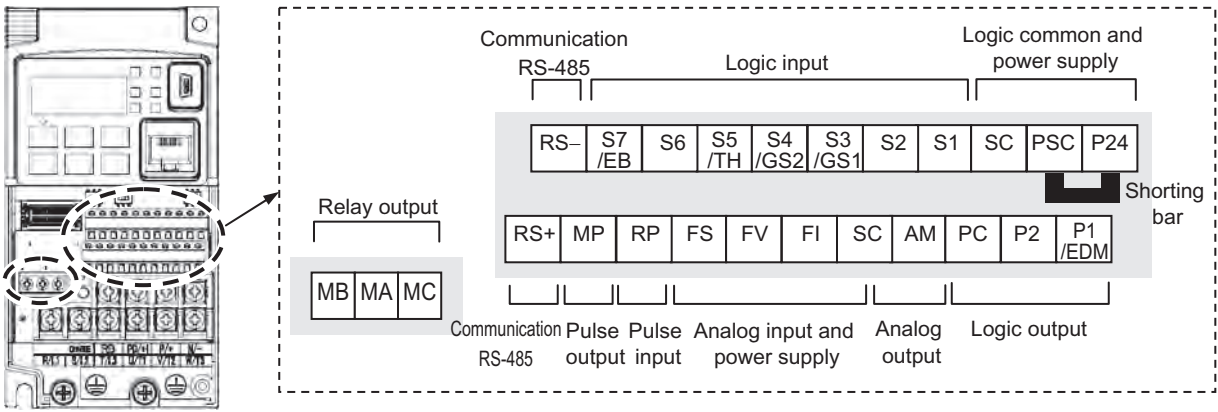 Communication
RS-485
Logic input
Logic common and
power supply
RS−
S7
/EB
S6
S5
/TH
S4
/GS2
S3
/GS1
S2
S1
SC
PSC
P24
Shorting
bar
Relay output
MB MA MC
RS+
MP
RP
FS
FV
FI
SC
AM
PC
P2
P1
/EDM
Communication
RS-485
Pulse
output
Pulse
input
Analog input and
power supply
Analog
output
Logic output